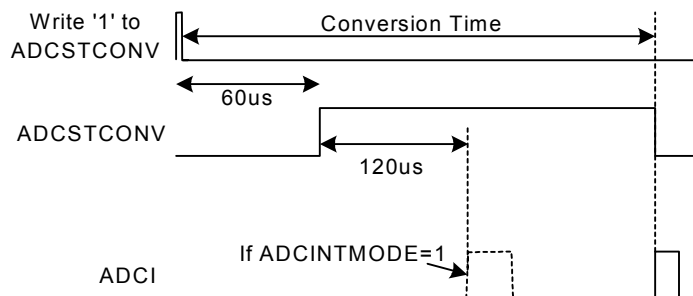 Write '1' to
ADCSTCONV
Conversion Time
60us
ADCSTCONV
120us
If ADCINTMODE=1
ADCI